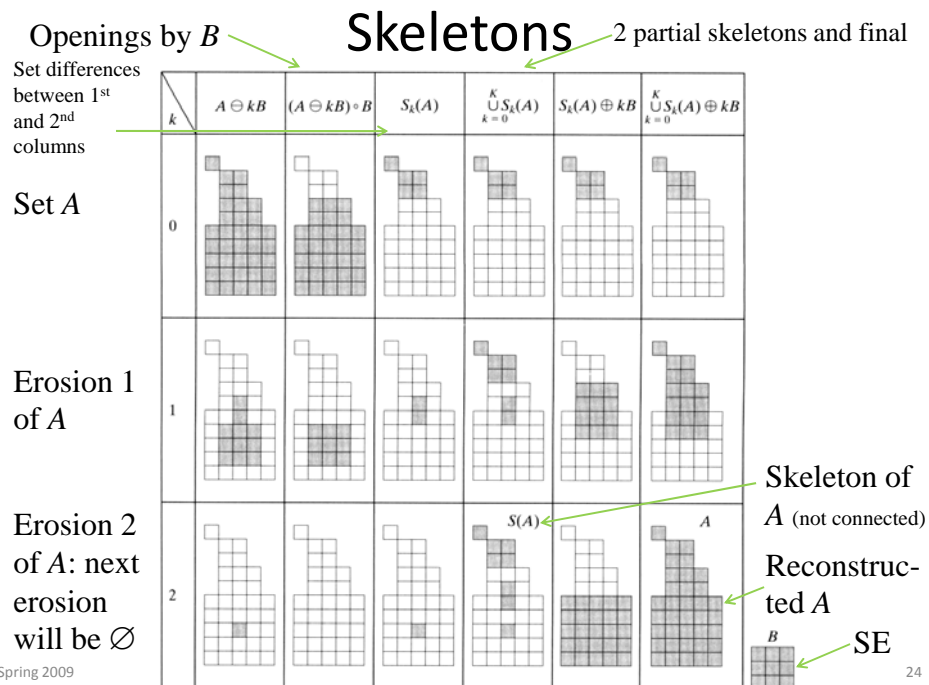 Skeletons
Openings by B
2 partial skeletons and final
Set differences
between 1st
and 2nd
columns
k
A ⊖ kB
(A ⊖ kB) ∘ B
Sk(A)
K ∪ k = 0 Sk(A)
Sk(A) ⊕ kB
K ∪ k = 0 Sk(A) ⊕ kB
Set A
0
Erosion 1
of A
1
Erosion 2
of A: next
erosion
will be ∅
2
S(A)
A
Skeleton of
A (not connected)
Reconstruc-
ted A
B
SE
Spring 2009
24